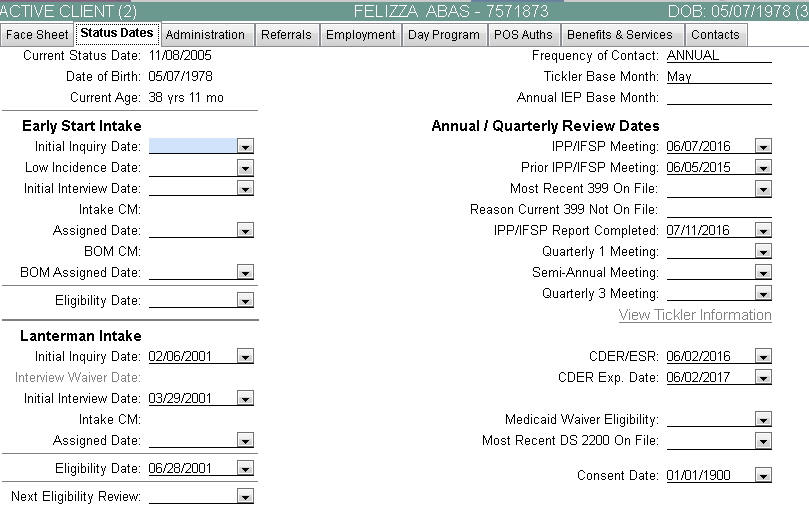 ACTIVE CLIENT (2) FELIZZA ABAS - 7571873 DOB: 05/07/1978 (3
Face Sheet Status Dates Administration Referrals Employment Day Program POS Auths Benefits & Services Contacts
Current Status Date: 11/08/2005
Date of Birth: 05/07/1978
Current Age: 38 yrs 11 mo
Early Start Intake
Initial Inquiry Date:
Low Incidence Date:
Initial Interview Date:
Intake CM:
Assigned Date:
BOM CM:
BOM Assigned Date:
Eligibility Date:
Lanterman Intake
Initial Inquiry Date: 02/06/2001
Interview Waiver Date:
Initial Interview Date: 03/29/2001
Intake CM:
Assigned Date:
Eligibility Date: 06/28/2001
Next Eligibility Review:
Frequency of Contact: ANNUAL
Tickler Base Month: May
Annual IEP Base Month:
Annual / Quarterly Review Dates
IPP/IFSP Meeting: 06/07/2016
Prior IPP/IFSP Meeting: 06/05/2015
Most Recent 399 On File:
Reason Current 399 Not On File:
IPP/IFSP Report Completed: 07/11/2016
Quarterly 1 Meeting:
Semi-Annual Meeting:
Quarterly 3 Meeting:
View Tickler Information
CDER/ESR: 06/02/2016
CDER Exp. Date: 06/02/2017
Medicaid Waiver Eligibility:
Most Recent DS 2200 On File:
Consent Date: 01/01/1900